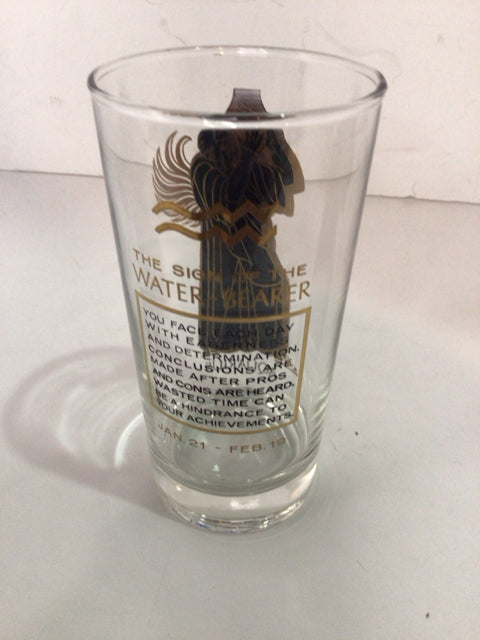 THE SIGN OF THE
WATER-BEARER
YOU FACE EACH DAY
WITH EAGERNESS
AND DETERMINATION.
CONCLUSIONS ARE
MADE AFTER PROS
AND CONS ARE HEARD.
WASTED TIME CAN
BE A HINDRANCE TO
YOUR ACHIEVEMENTS.
JAN. 21 - FEB. 19